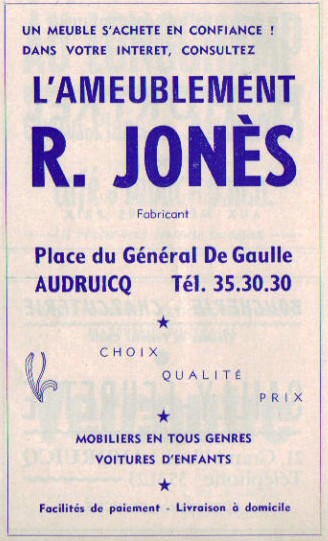 UN MEUBLE S'ACHETE EN CONFIANCE !
DANS VOTRE INTERET, CONSULTEZ
L'AMEUBLEMENT
R. JONÈS
Fabricant
Place du Général De Gaulle
AUDRUICQ Tél. 35.30.30
CHOIX
QUALITÉ
PRIX
MOBILIERS EN TOUS GENRES
VOITURES D'ENFANTS
Facilités de paiement - Livraison à domicile